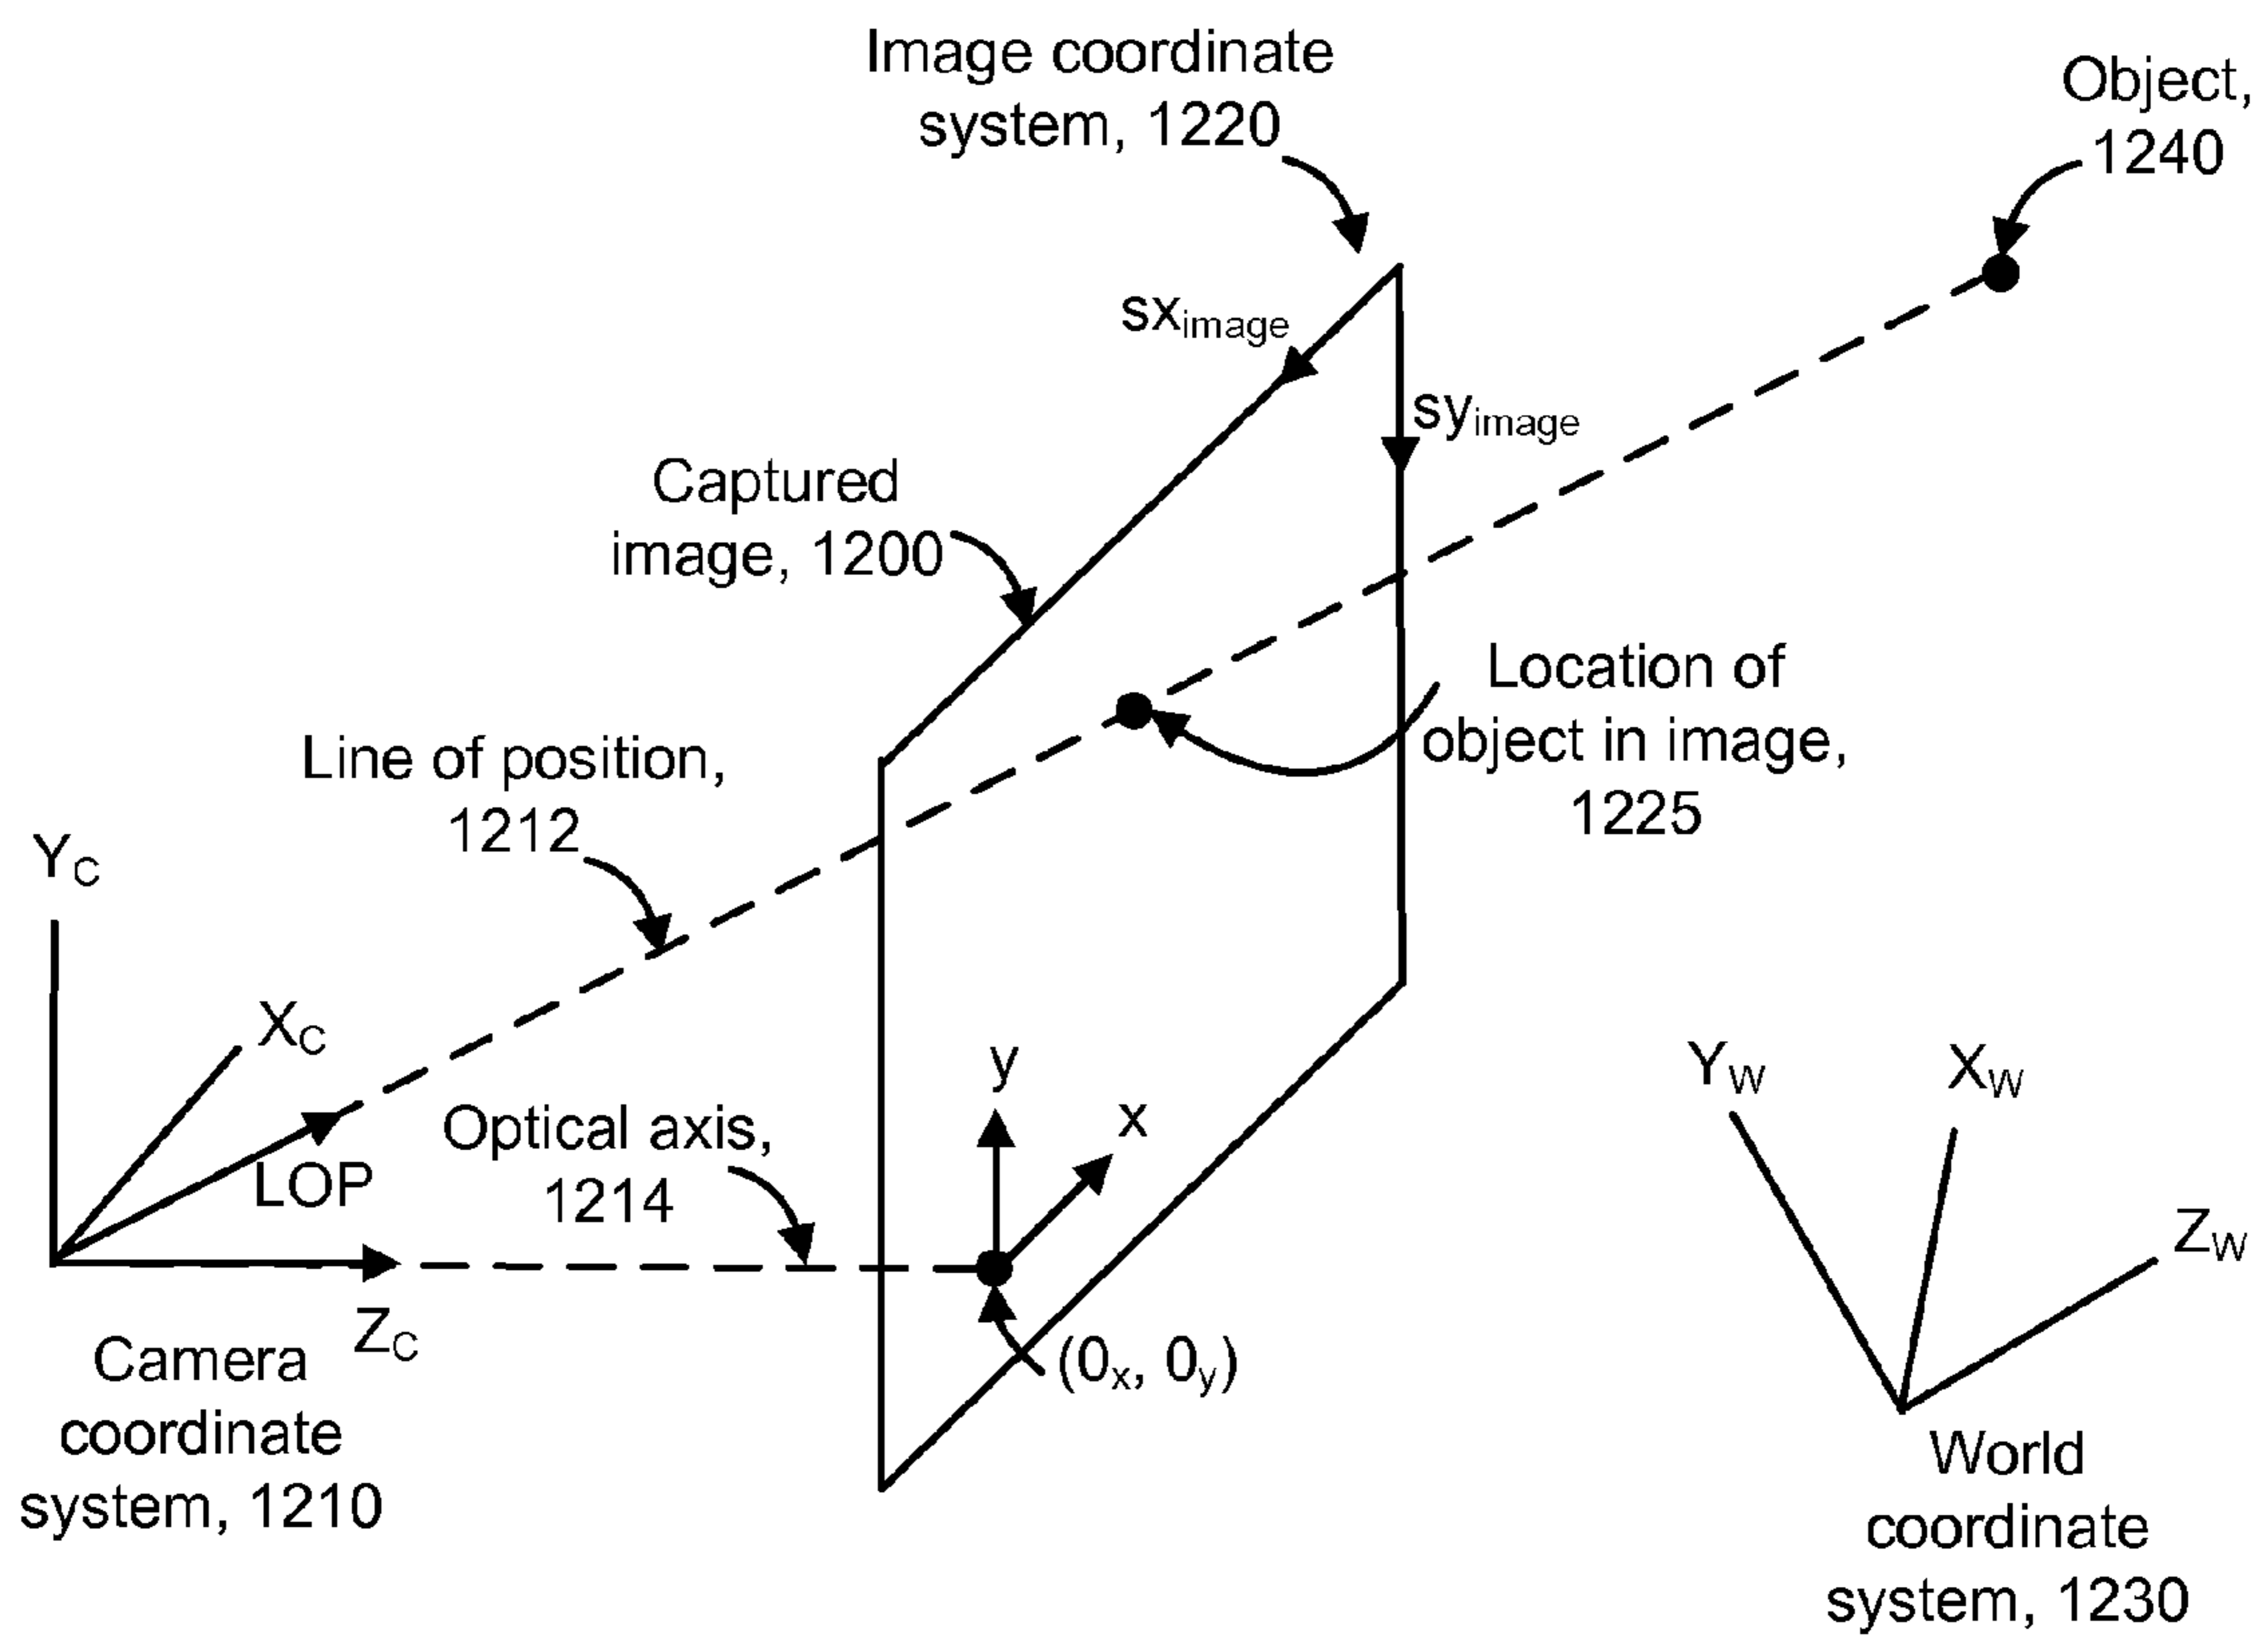 Image coordinate
system, 1220
Object,
1240
sximage
syimage
Captured
image, 1200
Location of
object in image,
1225
Line of position,
1212
YC
XC
LOP
ZC
Optical axis,
1214
y
x
(0x, 0y)
Camera
coordinate
system, 1210
YW
XW
ZW
World
coordinate
system, 1230